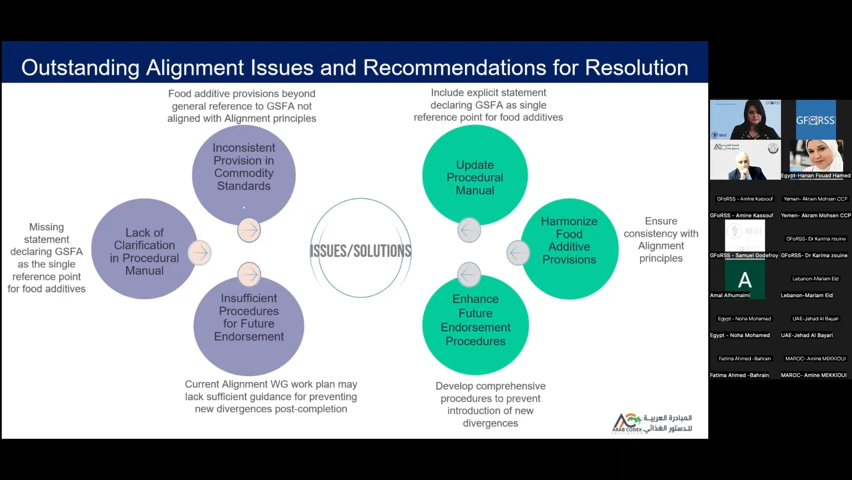 Outstanding Alignment Issues and Recommendations for Resolution
Food additive provisions beyond
general reference to GSFA not
aligned with Alignment principles
Inconsistent
Provision in
Commodity
Standards
Missing
statement
declaring GSFA
as the single
reference point
for food additives
Lack of
Clarification
in Procedural
Manual
Insufficient
Procedures
for Future
Endorsement
Current Alignment WG work plan may
lack sufficient guidance for preventing
new divergences post-completion
ISSUES/SOLUTIONS
Include explicit statement
declaring GSFA as single
reference point for food additives
Update
Procedural
Manual
Harmonize
Food
Additive
Provisions
Ensure
consistency with
Alignment
principles
Enhance
Future
Endorsement
Procedures
Develop comprehensive
procedures to prevent
introduction of new
divergences
المبادرة العربية
للدستور الغذائي
ARAB CODEX
GFoRSS
Egypt-Hanan Fouad Hamed
GFoRSS - Amine Kassouf
Yemen- Akram Mohsen CCP
GFoRSS - Amine Kassouf
Yemen- Akram Mohsen CCP
GFoRSS - Dr Karima zouine
GFoRSS - Samuel Godefroy
GFoRSS- Dr Karima zouine
A
Lebanon-Mariam Eid
Amal Alhumaimi
Lebanon-Mariam Eid
Egypt - Noha Mohamed
UAE-Jehad Al Bayari
Egypt - Noha Mohamed
UAE-Jehad Al Bayari
Fatima Ahmed -Bahrain
MAROC- Amine MEKKIOUI
Fatima Ahmed -Bahrain
MAROC- Amine MEKKIOUI